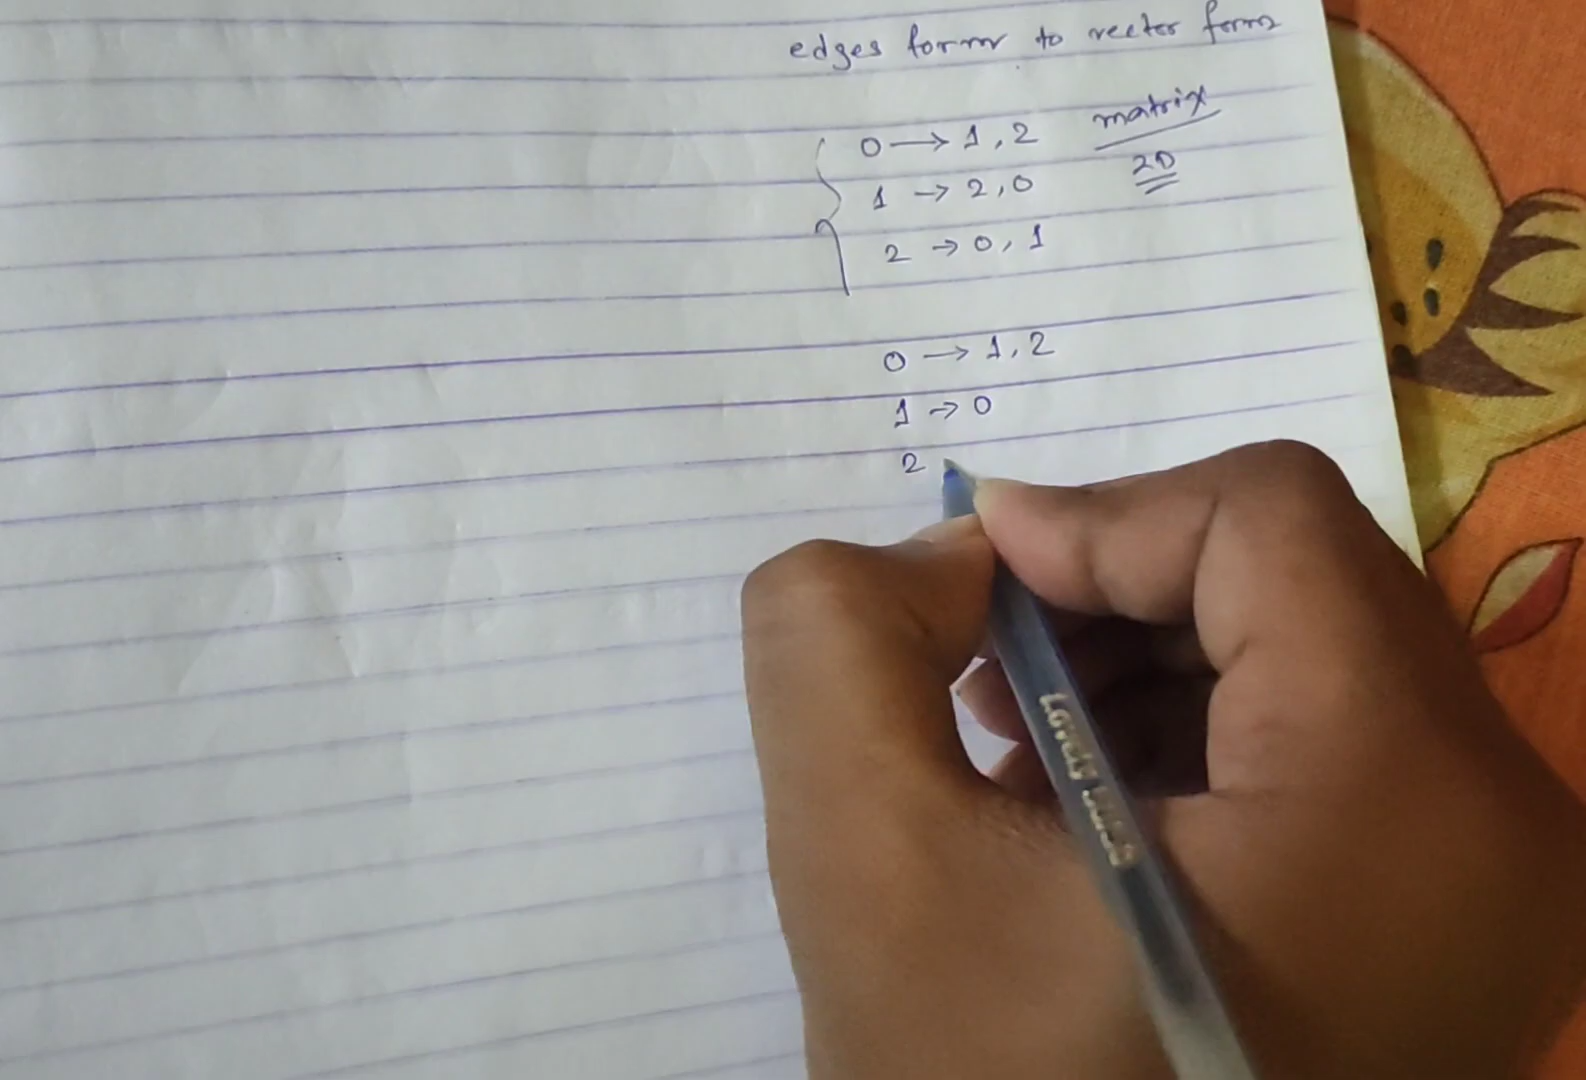 edges form to vector form
0 → 1, 2 matrix
1 → 2, 0 2D
2 → 0, 1
0 → 1, 2
1 → 0
2
Lovely